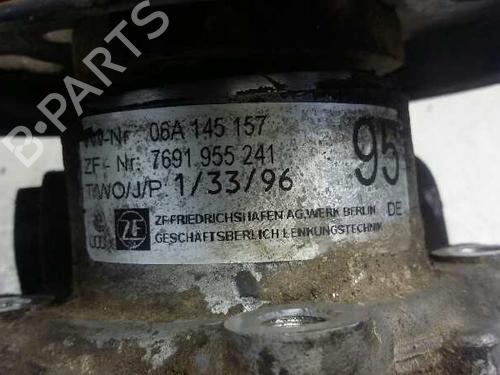 B-PARTS
-Nr 06A 145 157
ZF-Nr: 7691 955 241
T/WO/J/P 1/33/96
95
ZF FRIEDRICHSHAFEN AG.WERK BERLIN DE
ZF GESCHÄFTSBERLICH LENKUNGSTECHNIK